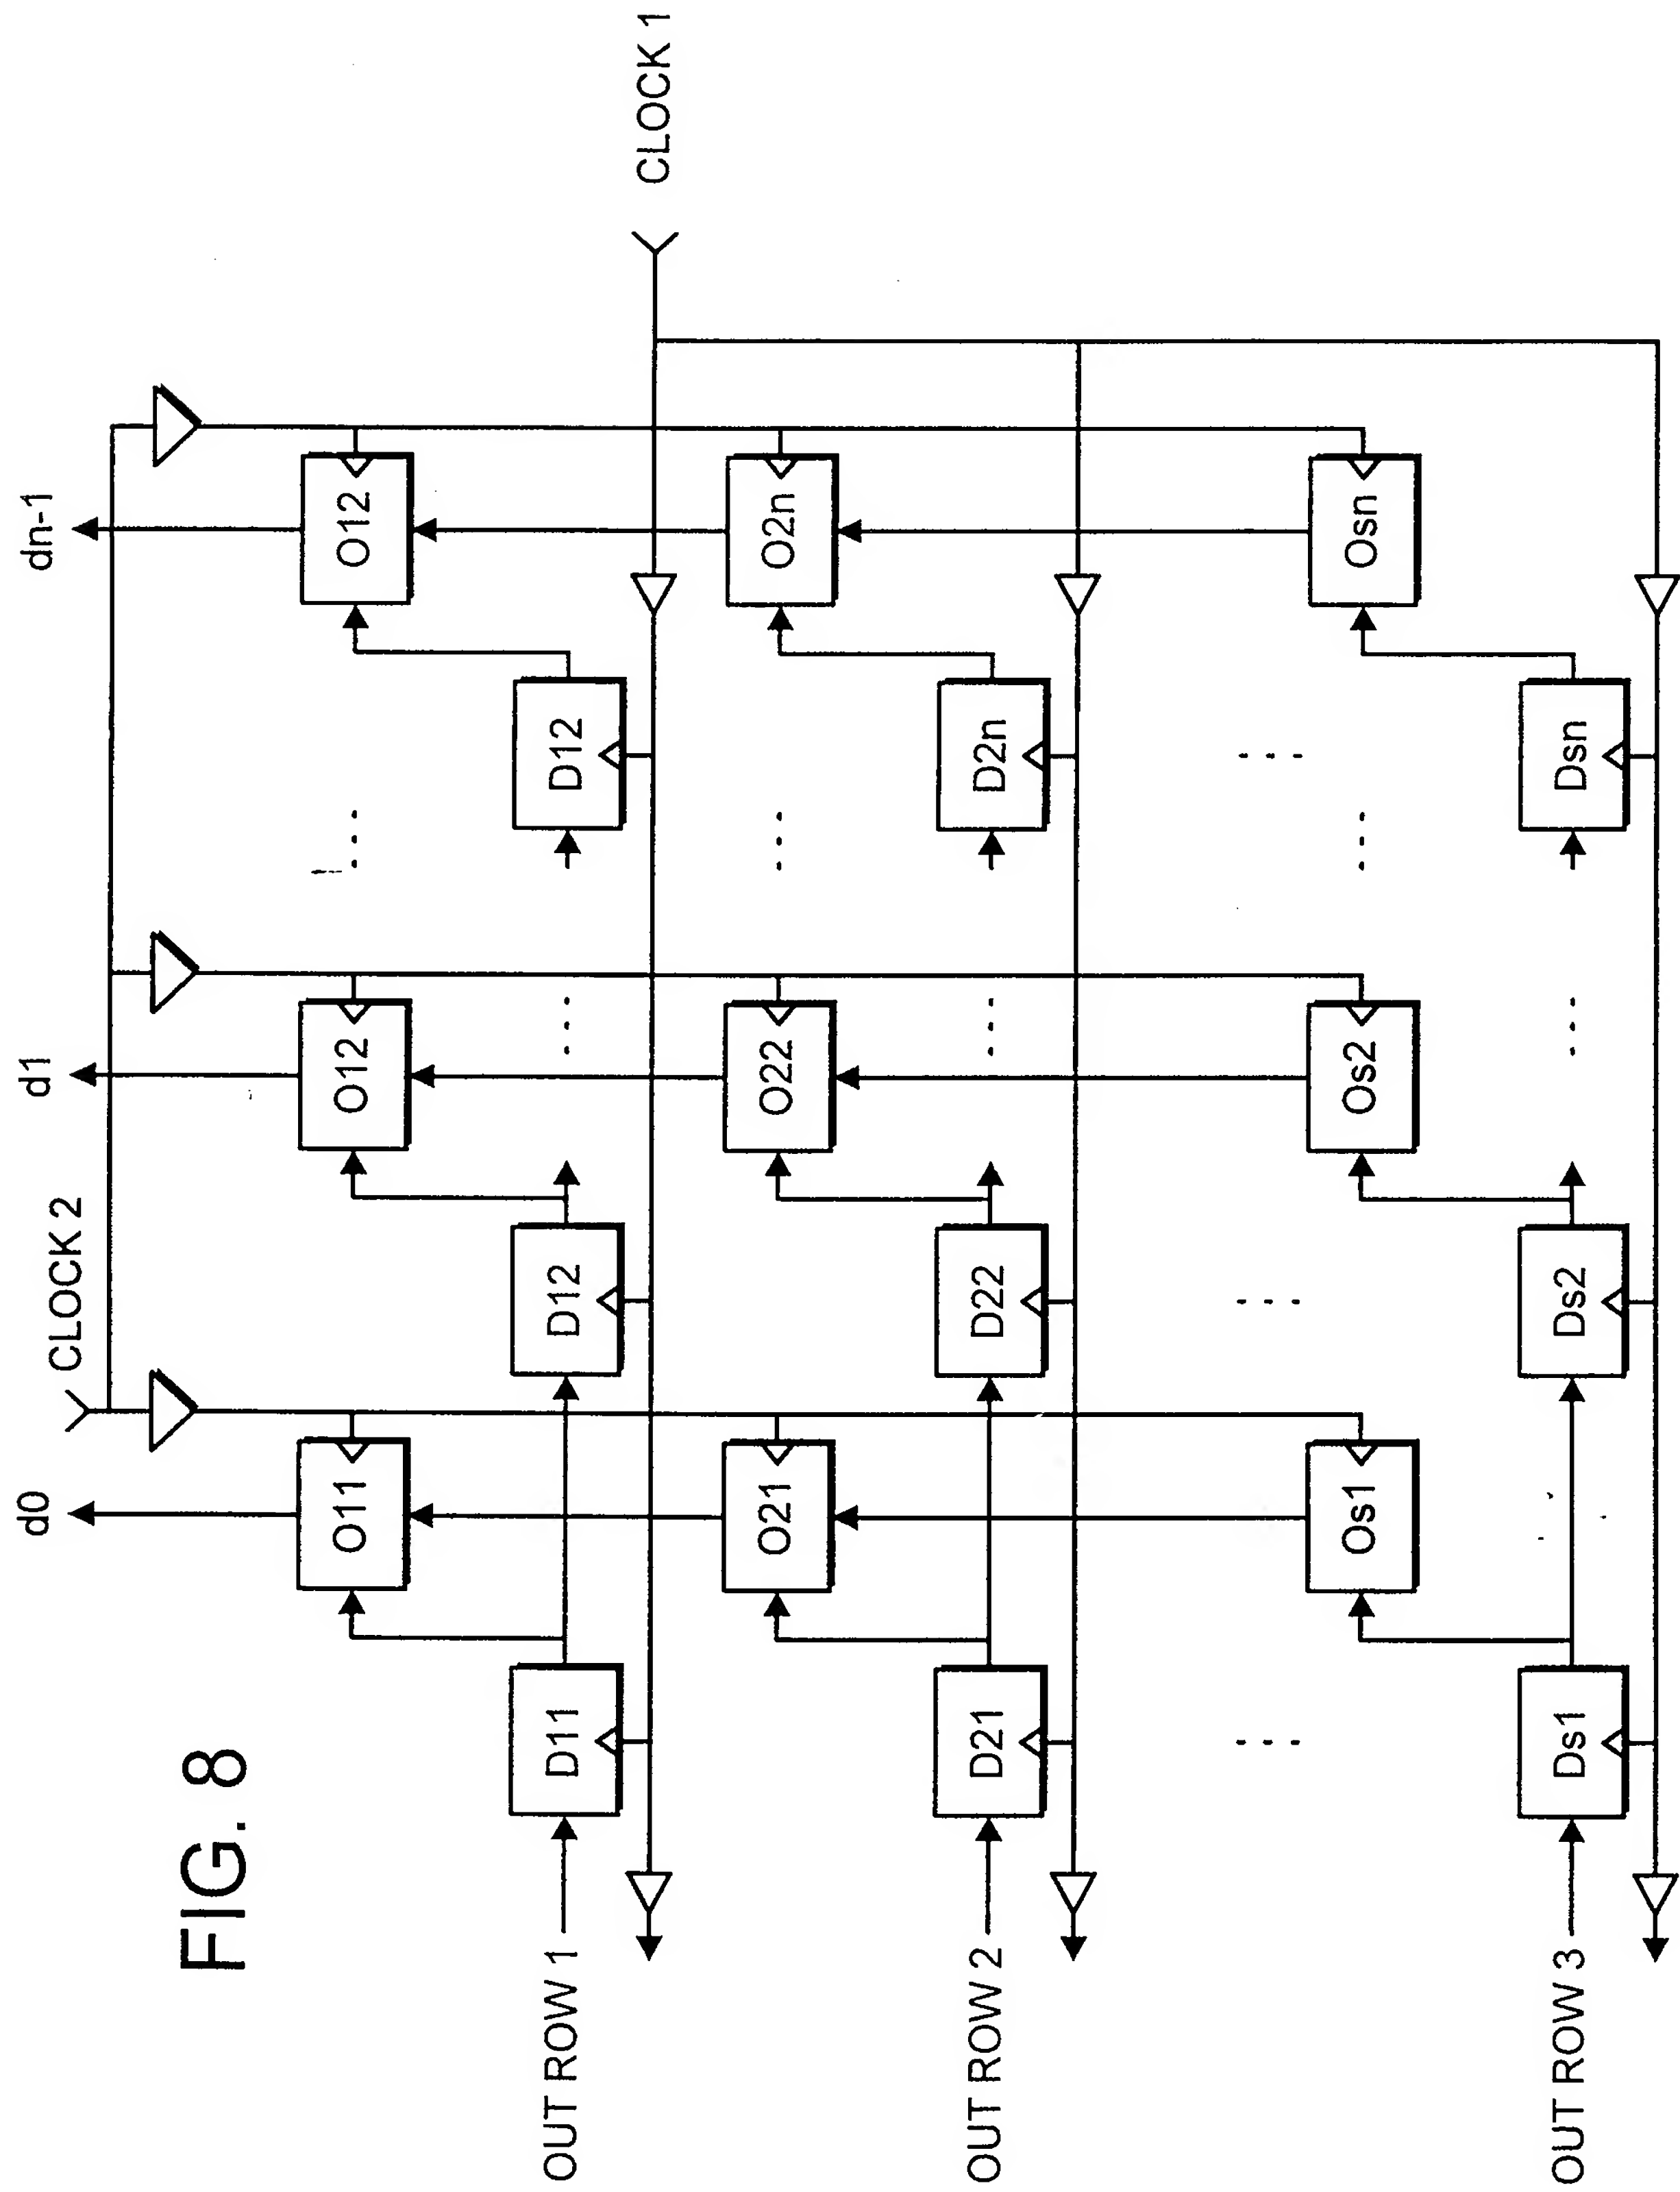 FIG. 8
CLOCK 2
CLOCK 1
d0
d1
dn-1
O11
O12
O12
OUT ROW 1
D11
D12
D12
O21
O22
O2n
OUT ROW 2
D21
D22
D2n
Os1
Os2
Osn
OUT ROW 3
Ds1
Ds2
Dsn